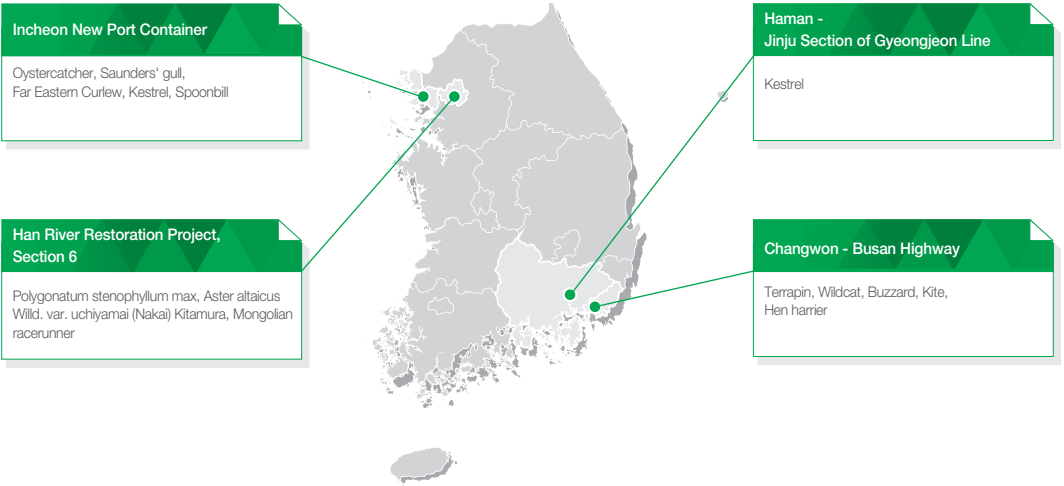 Incheon New Port Container
Oystercatcher, Saunders' gull,
Far Eastern Curlew, Kestrel, Spoonbill
Han River Restoration Project,
Section 6
Polygonatum stenophyllum max, Aster altaicus
Willd. var. uchiyamai (Nakai) Kitamura, Mongolian
racerunner
Haman -
Jinju Section of Gyeongjeon Line
Kestrel
Changwon - Busan Highway
Terrapin, Wildcat, Buzzard, Kite,
Hen harrier